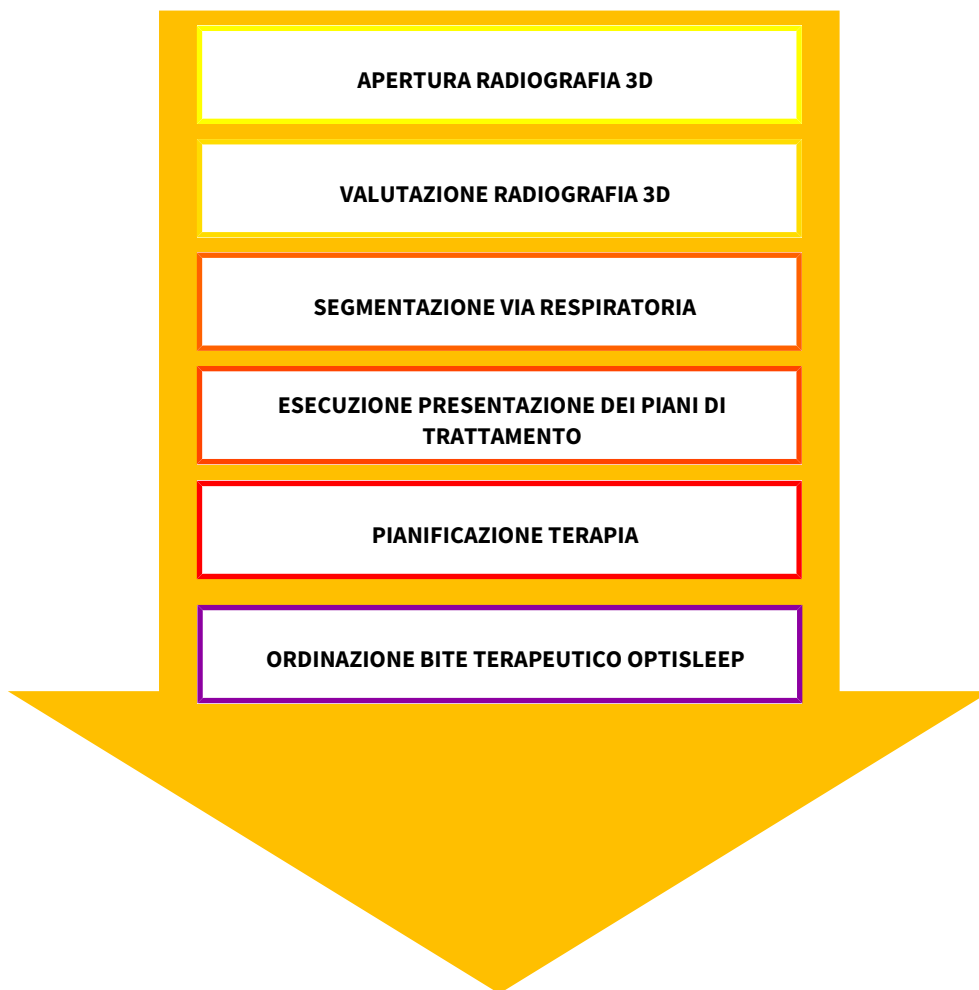 APERTURA RADIOGRAFIA 3D
VALUTAZIONE RADIOGRAFIA 3D
SEGMENTAZIONE VIA RESPIRATORIA
ESECUZIONE PRESENTAZIONE DEI PIANI DI
TRATTAMENTO
PIANIFICAZIONE TERAPIA
ORDINAZIONE BITE TERAPEUTICO OPTISLEEP